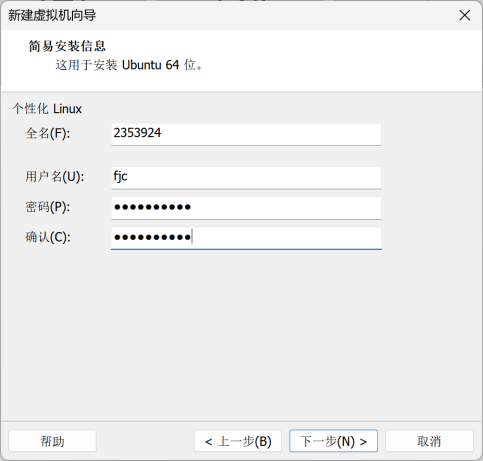 新建虚拟机向导
简易安装信息
这用于安装 Ubuntu 64 位。
个性化 Linux
全名(F): 2353924
用户名(U): fjc
密码(P): ●●●●●●●●●●
确认(C): ●●●●●●●●●●
帮助 < 上一步(B) 下一步(N) > 取消